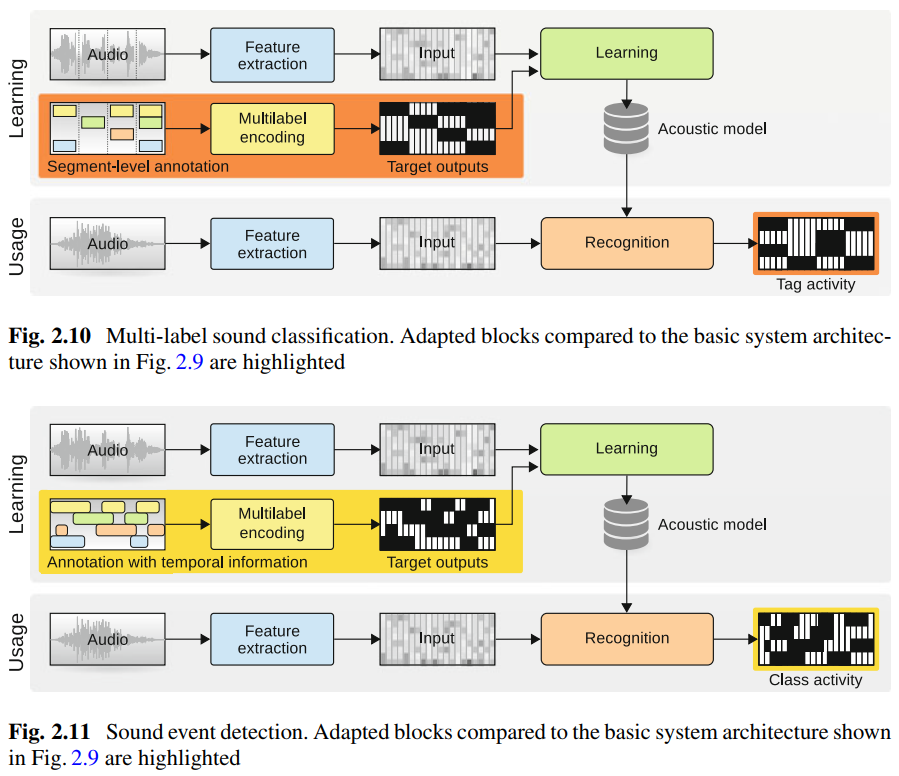 Learning
Audio
Feature
extraction
Input
Learning
Segment-level annotation
Multilabel
encoding
Target outputs
Acoustic model
Usage
Audio
Feature
extraction
Input
Recognition
Tag activity
Fig. 2.10 Multi-label sound classification. Adapted blocks compared to the basic system architec-
ture shown in Fig. 2.9 are highlighted
Learning
Audio
Feature
extraction
Input
Learning
Annotation with temporal information
Multilabel
encoding
Target outputs
Acoustic model
Usage
Audio
Feature
extraction
Input
Recognition
Class activity
Fig. 2.11 Sound event detection. Adapted blocks compared to the basic system architecture shown
in Fig. 2.9 are highlighted